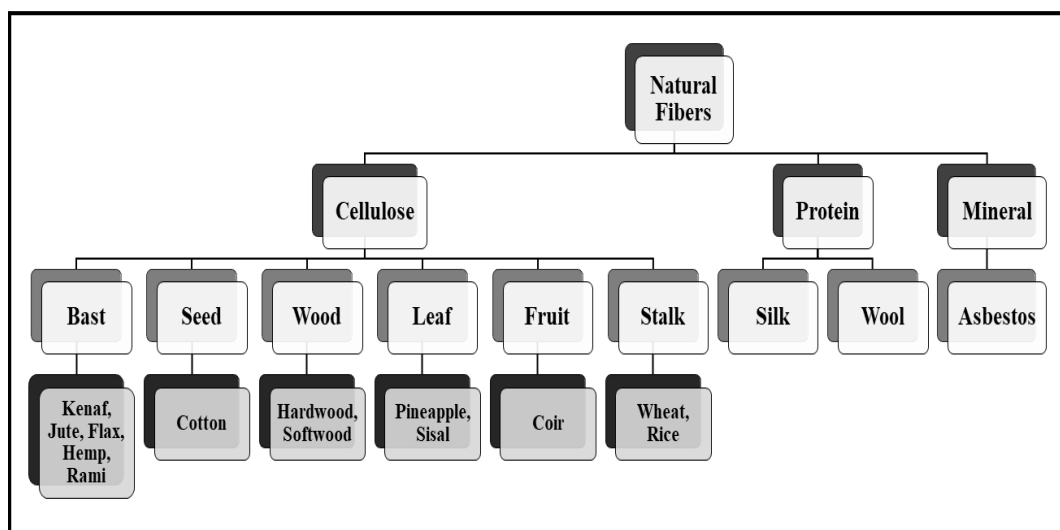 Natural
Fibers
Cellulose
Protein
Mineral
Bast
Seed
Wood
Leaf
Fruit
Stalk
Silk
Wool
Asbestos
Kenaf,
Jute, Flax,
Hemp,
Rami
Cotton
Hardwood,
Softwood
Pineapple,
Sisal
Coir
Wheat,
Rice